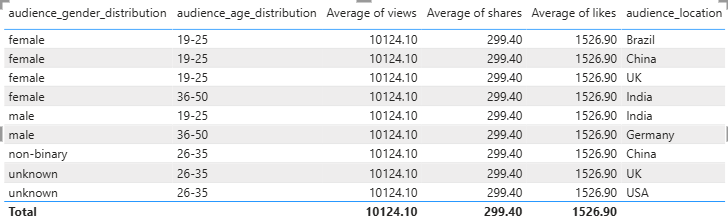 audience_gender_distribution audience_age_distribution Average of views Average of shares Average of likes audience_location
female 19-25 10124.10 299.40 1526.90 Brazil
female 19-25 10124.10 299.40 1526.90 China
female 19-25 10124.10 299.40 1526.90 UK
female 36-50 10124.10 299.40 1526.90 India
male 19-25 10124.10 299.40 1526.90 India
male 36-50 10124.10 299.40 1526.90 Germany
non-binary 26-35 10124.10 299.40 1526.90 China
unknown 26-35 10124.10 299.40 1526.90 UK
unknown 26-35 10124.10 299.40 1526.90 USA
Total 10124.10 299.40 1526.90